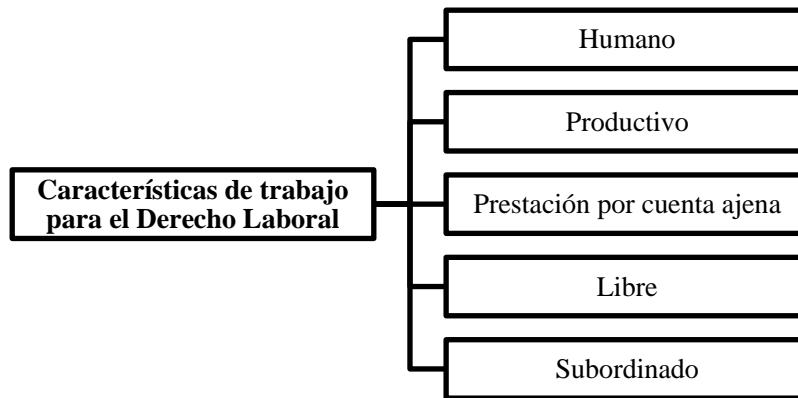 Características de trabajo
para el Derecho Laboral
Humano
Productivo
Prestación por cuenta ajena
Libre
Subordinado